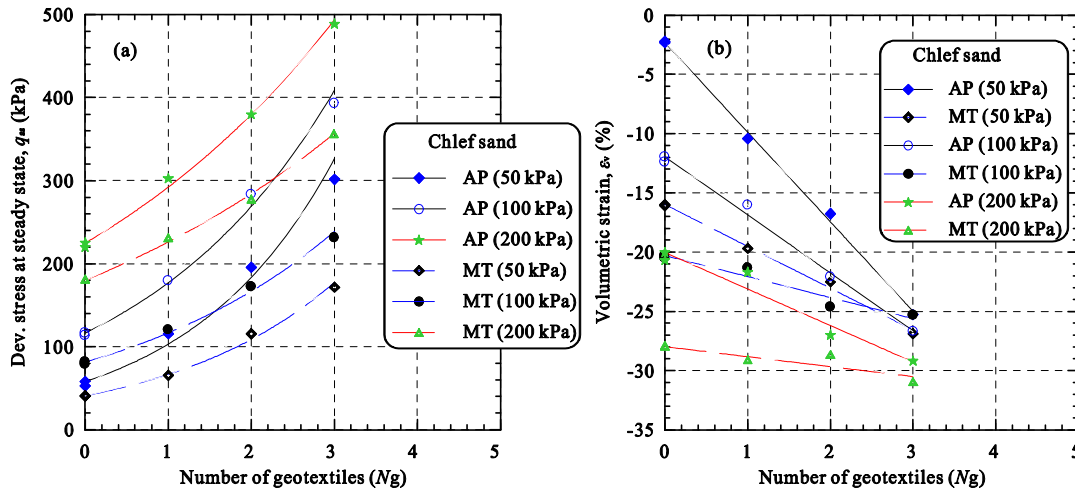 (a)
Dev. stress at steady state, qss (kPa)
500
400
300
200
100
0
0 1 2 3 4 5
Number of geotextiles (Ng)
Chlef sand
AP (50 kPa)
AP (100 kPa)
AP (200 kPa)
MT (50 kPa)
MT (100 kPa)
MT (200 kPa)
(b)
Volumetric strain, εv (%)
0
-5
-10
-15
-20
-25
-30
-35
0 1 2 3 4 5
Number of geotextiles (Ng)
Chlef sand
AP (50 kPa)
MT (50 kPa)
AP (100 kPa)
MT (100 kPa)
AP (200 kPa)
MT (200 kPa)